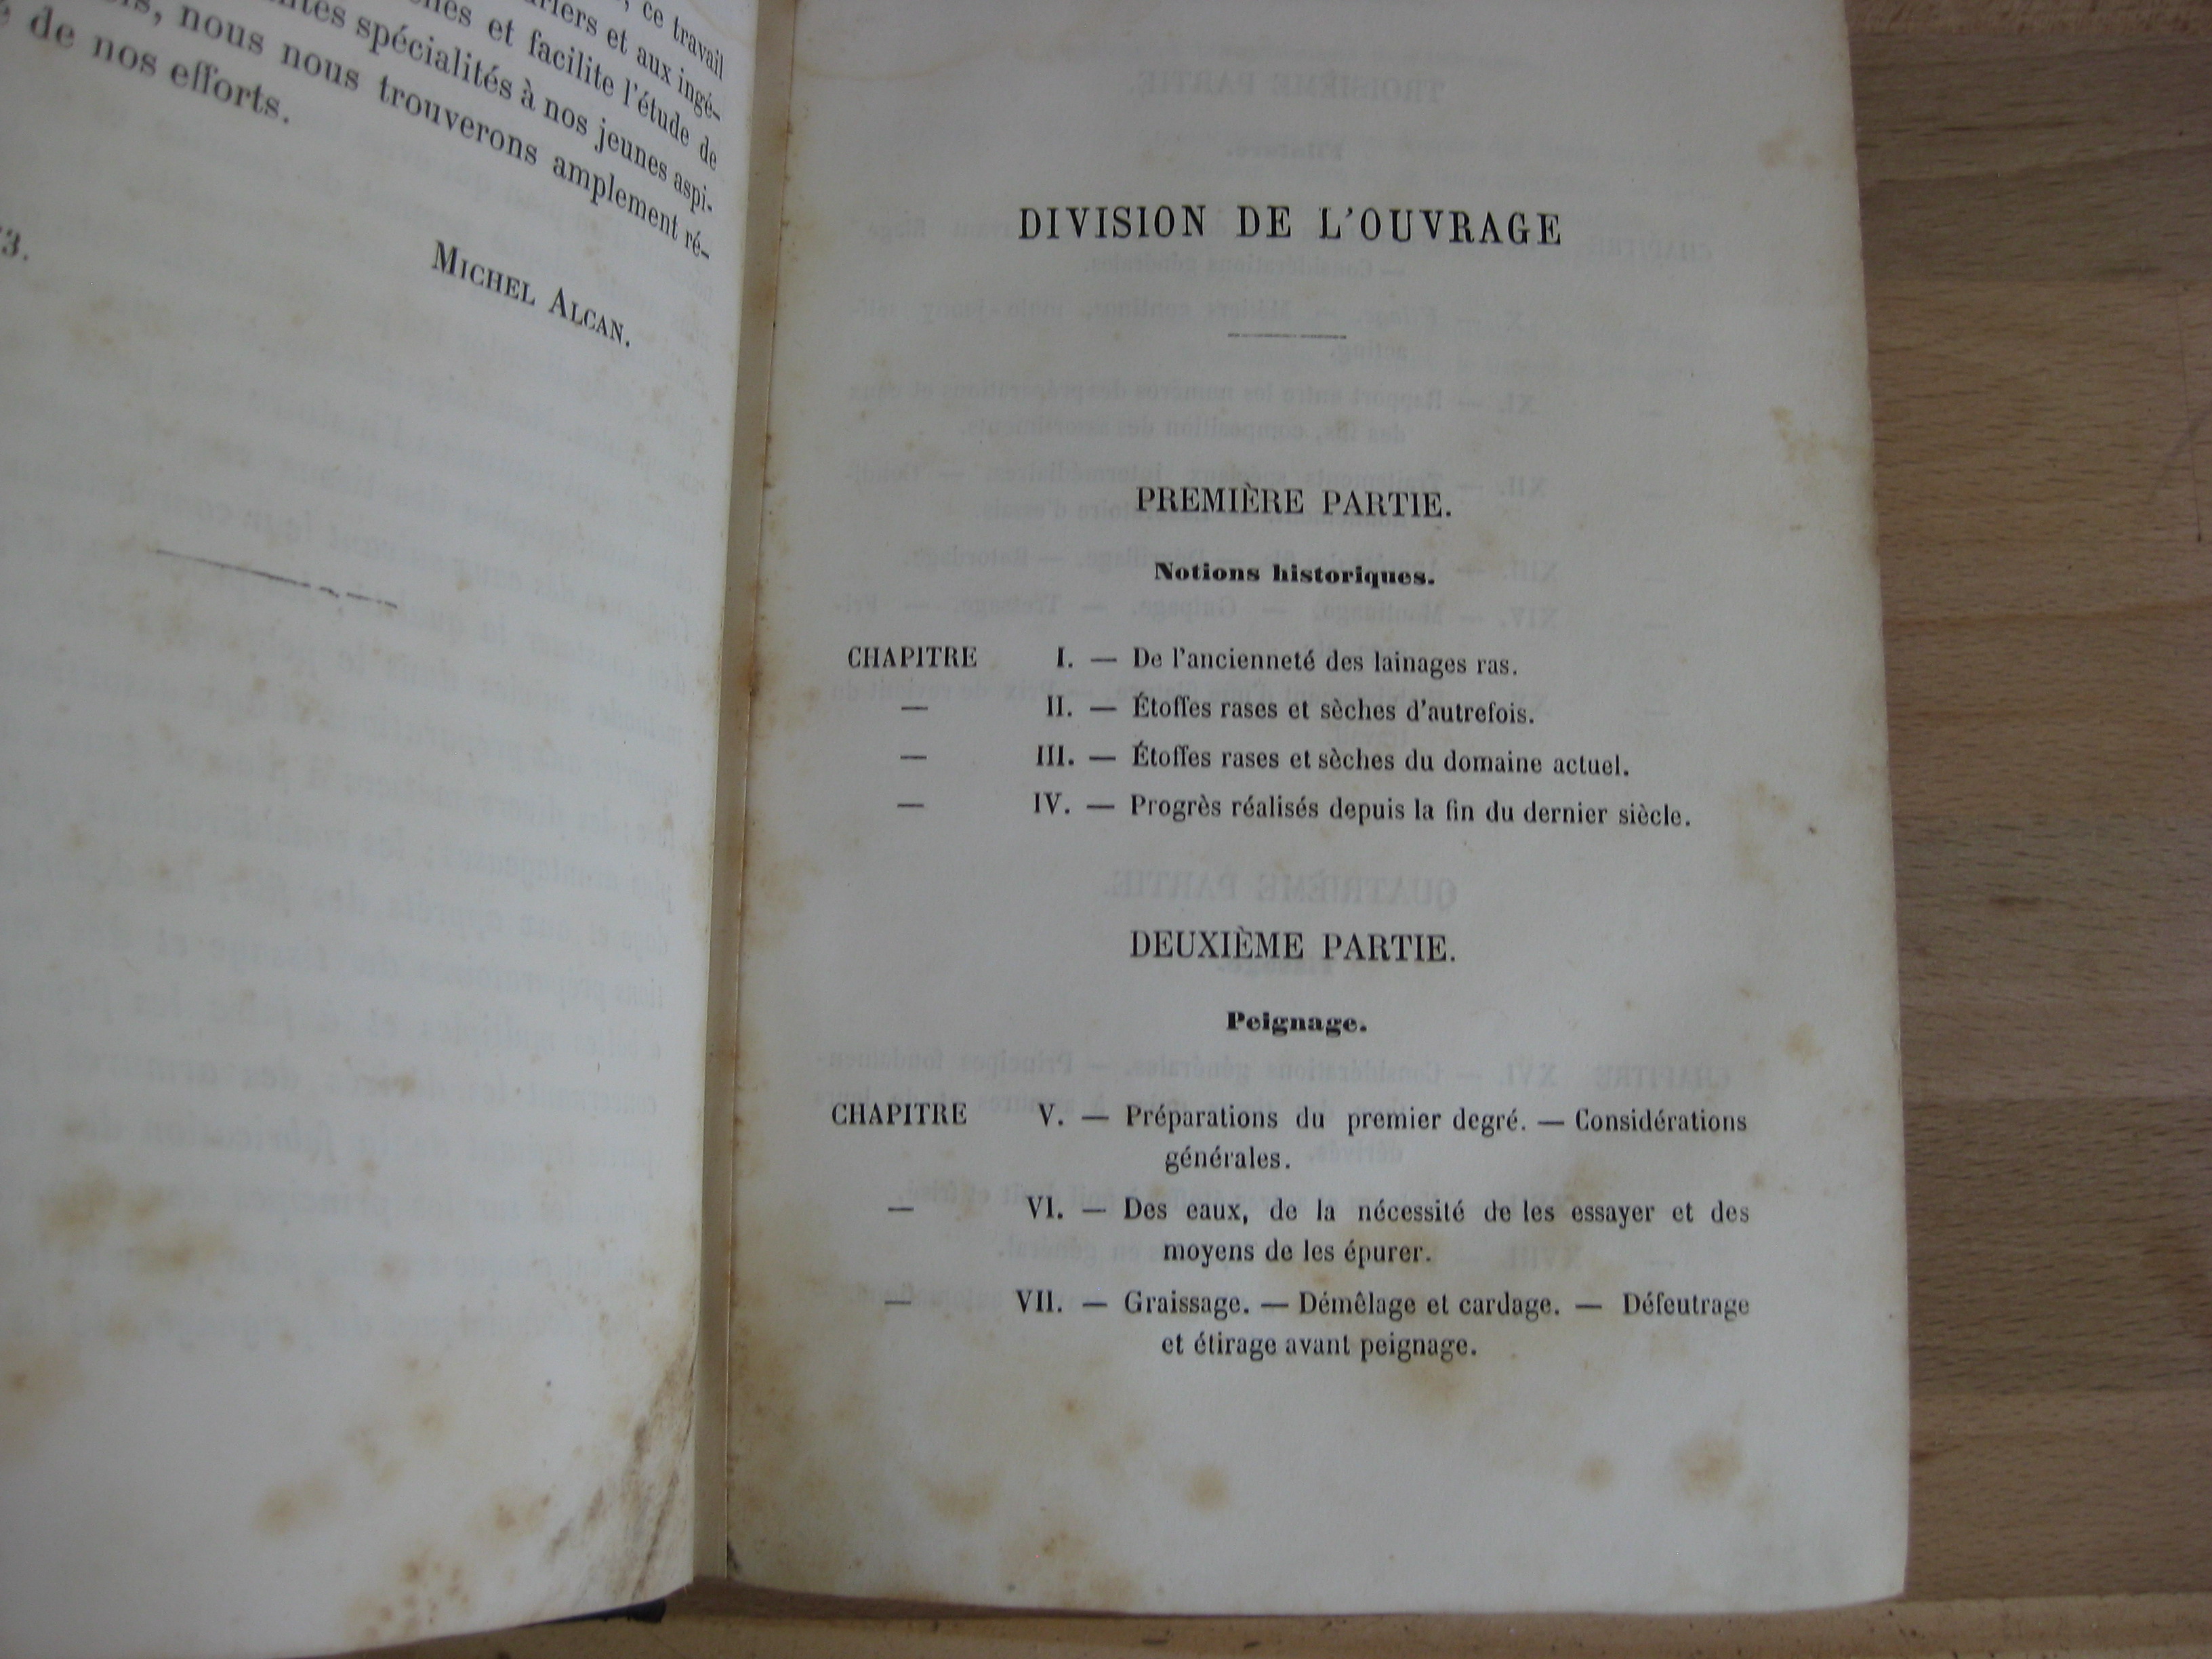 ce travail
et aux ingé-
et facilite l'étude de
spécialités à nos jeunes aspi-
nous nous trouverons amplement ré-
de nos efforts.
3.
MICHEL ALCAN.
DIVISION DE L'OUVRAGE
PREMIÈRE PARTIE.
Notions historiques.
CHAPITRE I. — De l'ancienneté des lainages ras.
— II. — Étoffes rases et sèches d'autrefois.
— III. — Étoffes rases et sèches du domaine actuel.
— IV. — Progrès réalisés depuis la fin du dernier siècle.
DEUXIÈME PARTIE.
Peignage.
CHAPITRE V. — Préparations du premier degré. — Considérations
générales.
— VI. — Des eaux, de la nécessité de les essayer et des
moyens de les épurer.
— VII. — Graissage. — Démêlage et cardage. — Défeutrage
et étirage avant peignage.